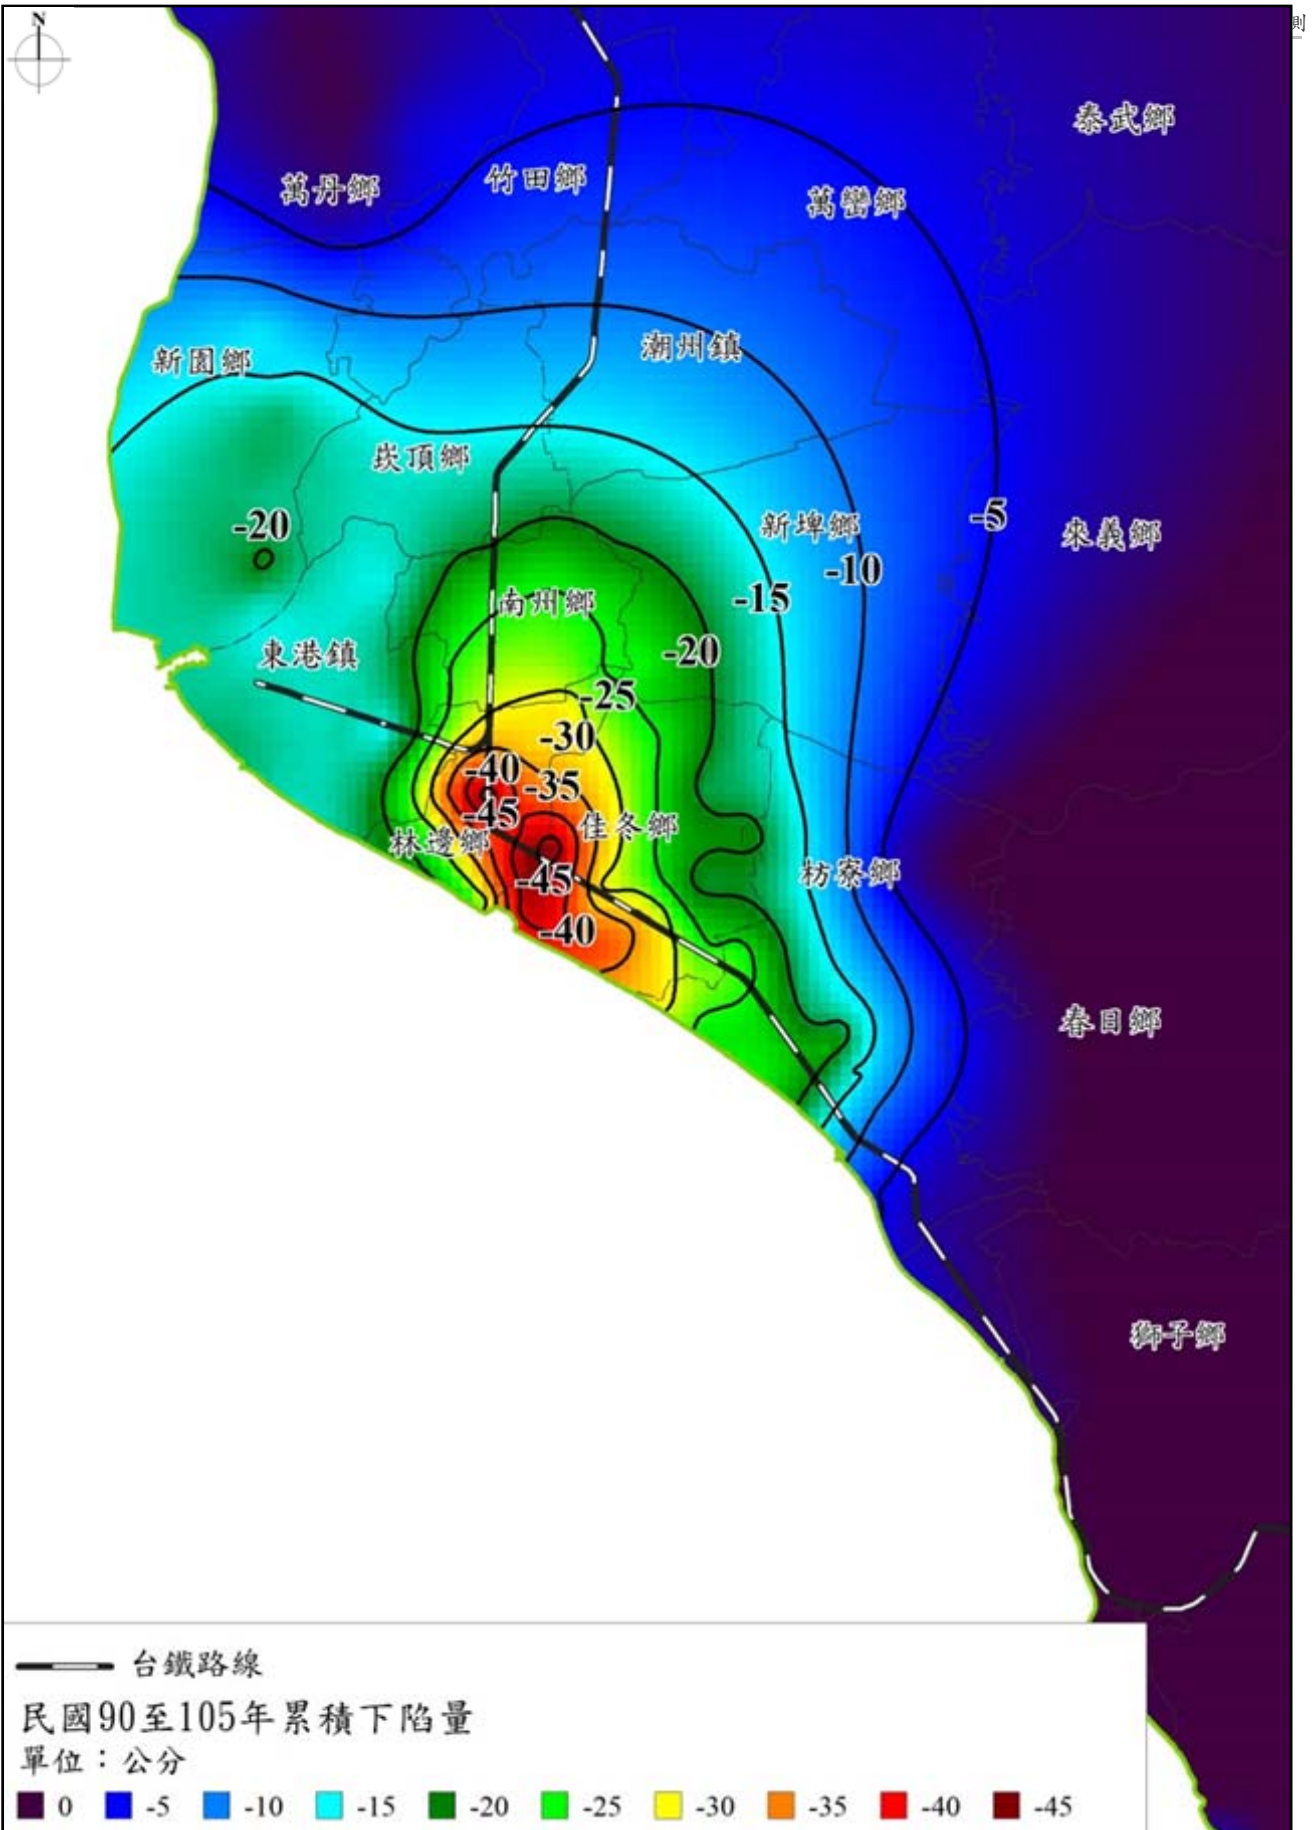 N
測
泰武鄉
萬丹鄉
竹田鄉
萬巒鄉
新園鄉
潮州鎮
崁頂鄉
-20
新埤鄉
-5
來義鄉
-10
-15
南州鄉
東港鎮
-20
-25
-30
-40
-35
-45
林邊鄉
佳冬鄉
枋寮鄉
-45
-40
春日鄉
獅子鄉
台鐵路線
民國90至105年累積下陷量
單位：公分
0 -5 -10 -15 -20 -25 -30 -35 -40 -45